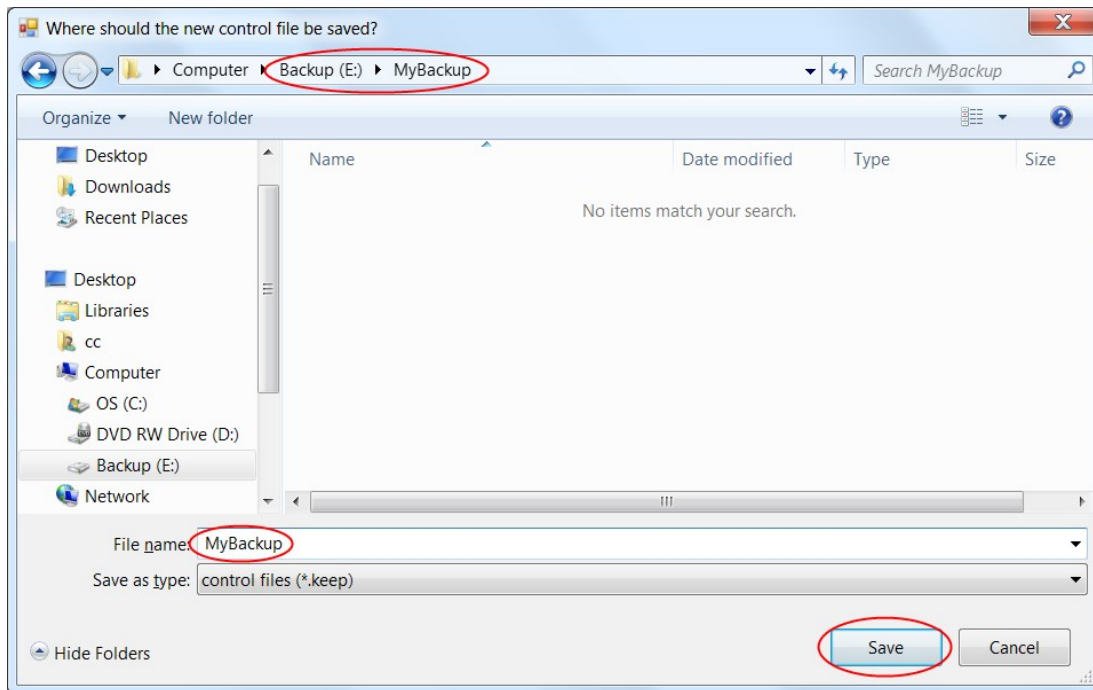 Where should the new control file be saved?
Computer Backup (E:) MyBackup Search MyBackup
Organize New folder
Desktop
Downloads
Recent Places
Desktop
Libraries
cc
Computer
OS (C:)
DVD RW Drive (D:)
Backup (E:)
Network
Name Date modified Type Size
No items match your search.
File name: MyBackup
Save as type: control files (*.keep)
Hide Folders Save Cancel